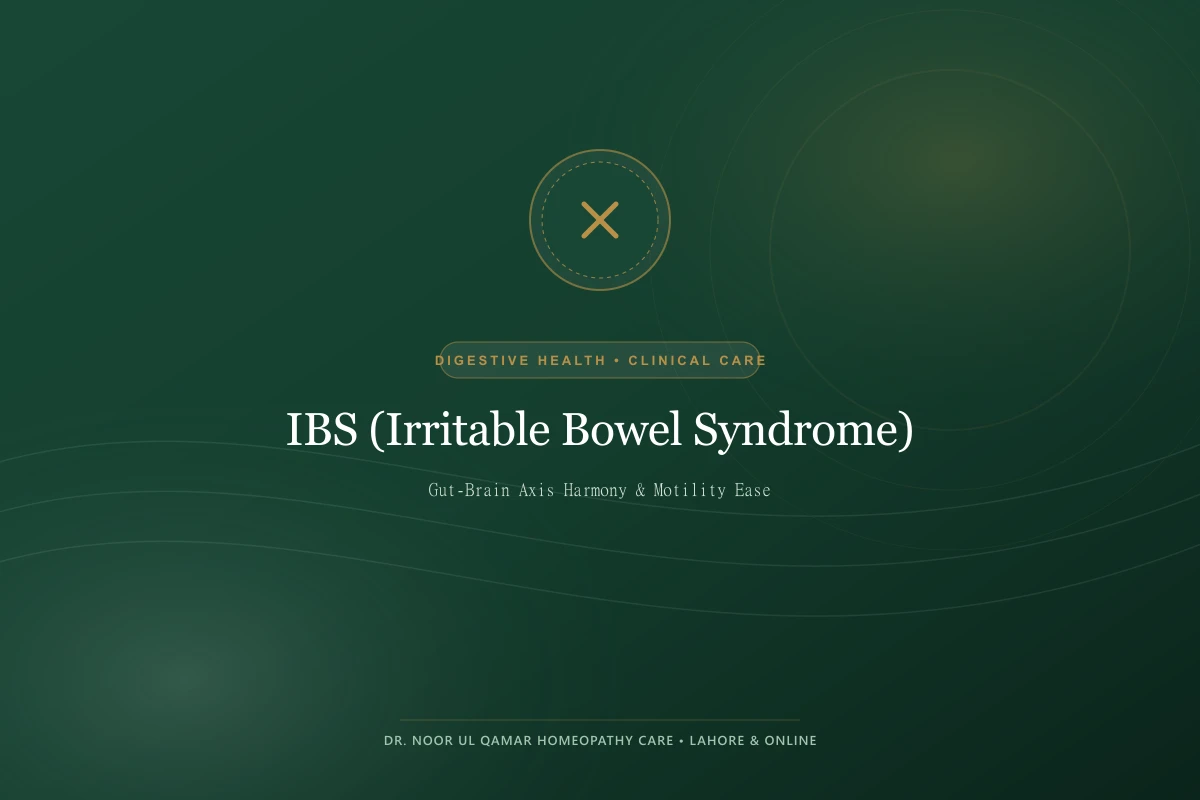 DIGESTIVE HEALTH • CLINICAL CARE
IBS (Irritable Bowel Syndrome)
Gut-Brain Axis Harmony & Motility Ease
DR. NOOR UL QAMAR HOMEOPATHY CARE • LAHORE & ONLINE